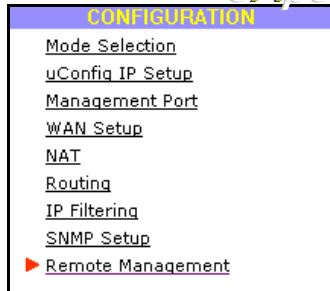 CONFIGURATION
Mode Selection
uConfig IP Setup
Management Port
WAN Setup
NAT
Routing
IP Filtering
SNMP Setup
Remote Management